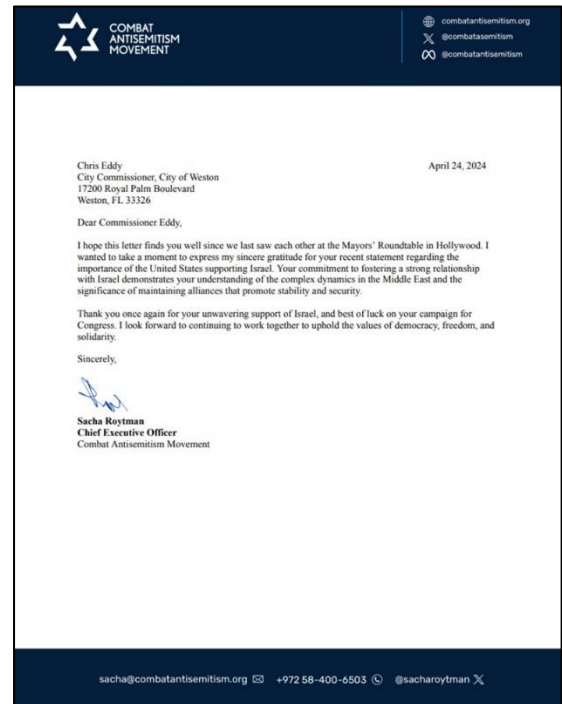 COMBAT
ANTISEMITISM
MOVEMENT
combatantisemitism.org
@combatasemitism
@combatantisemitism
Chris Eddy April 24, 2024
City Commissioner, City of Weston
17200 Royal Palm Boulevard
Weston, FL 33326
Dear Commissioner Eddy,
I hope this letter finds you well since we last saw each other at the Mayors' Roundtable in Hollywood. I
wanted to take a moment to express my sincere gratitude for your recent statement regarding the
importance of the United States supporting Israel. Your commitment to fostering a strong relationship
with Israel demonstrates your understanding of the complex dynamics in the Middle East and the
significance of maintaining alliances that promote stability and security.
Thank you once again for your unwavering support of Israel, and best of luck on your campaign for
Congress. I look forward to continuing to work together to uphold the values of democracy, freedom, and
solidarity.
Sincerely,
Sacha Roytman
Chief Executive Officer
Combat Antisemitism Movement
sacha@combatantisemitism.org +972 58-400-6503 @sacharoytman